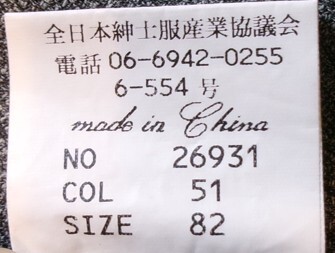 全日本紳士服産業協議会
電話 06-6942-0255
6-554 号
made in China
NO 26931
COL 51
SIZE 82